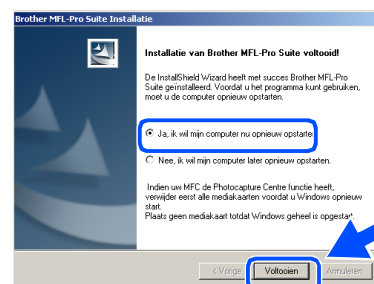 Brother MFL-Pro Suite Installatie
Installatie van Brother MFL-Pro Suite voltooid!
De InstallShield Wizard heeft met succes Brother MFL-Pro
Suite geïnstalleerd. Voordat u het programma kunt gebruiken,
moet u de computer opnieuw opstarten.
Ja, ik wil mijn computer nu opnieuw opstarten
Nee, ik wil mijn computer later opnieuw opstarten.
Indien uw MFC de Photocapture Centre functie heeft,
verwijder eerst alle mediakaarten voordat u Windows opnieuw
start.
Plaats geen mediakaart totdat Windows geheel is opgestart.
< Vorige
Voltooien
Annuleren